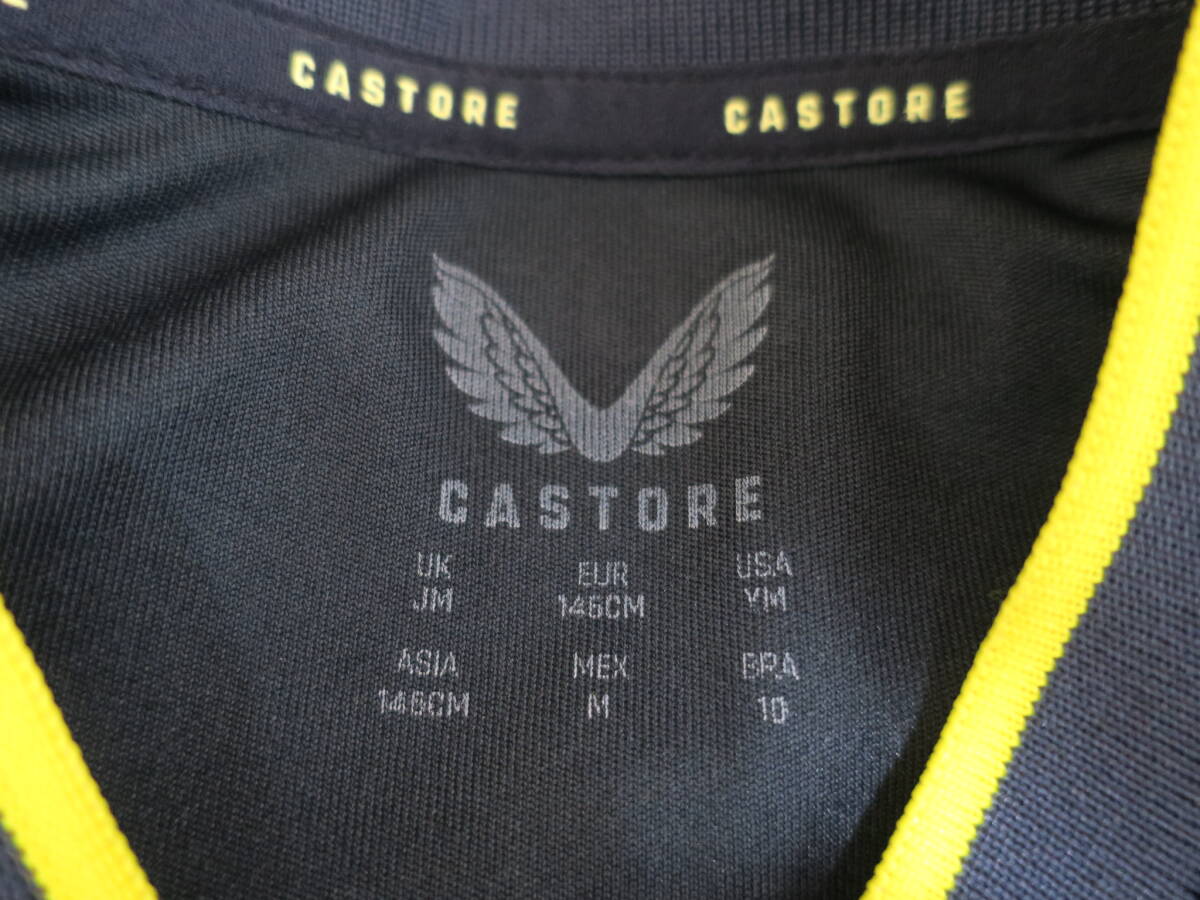 CASTORE CASTORE
CASTORE
UK EUR USA
JM 146CM YM
ASIA MEX BRA
146CM M 10